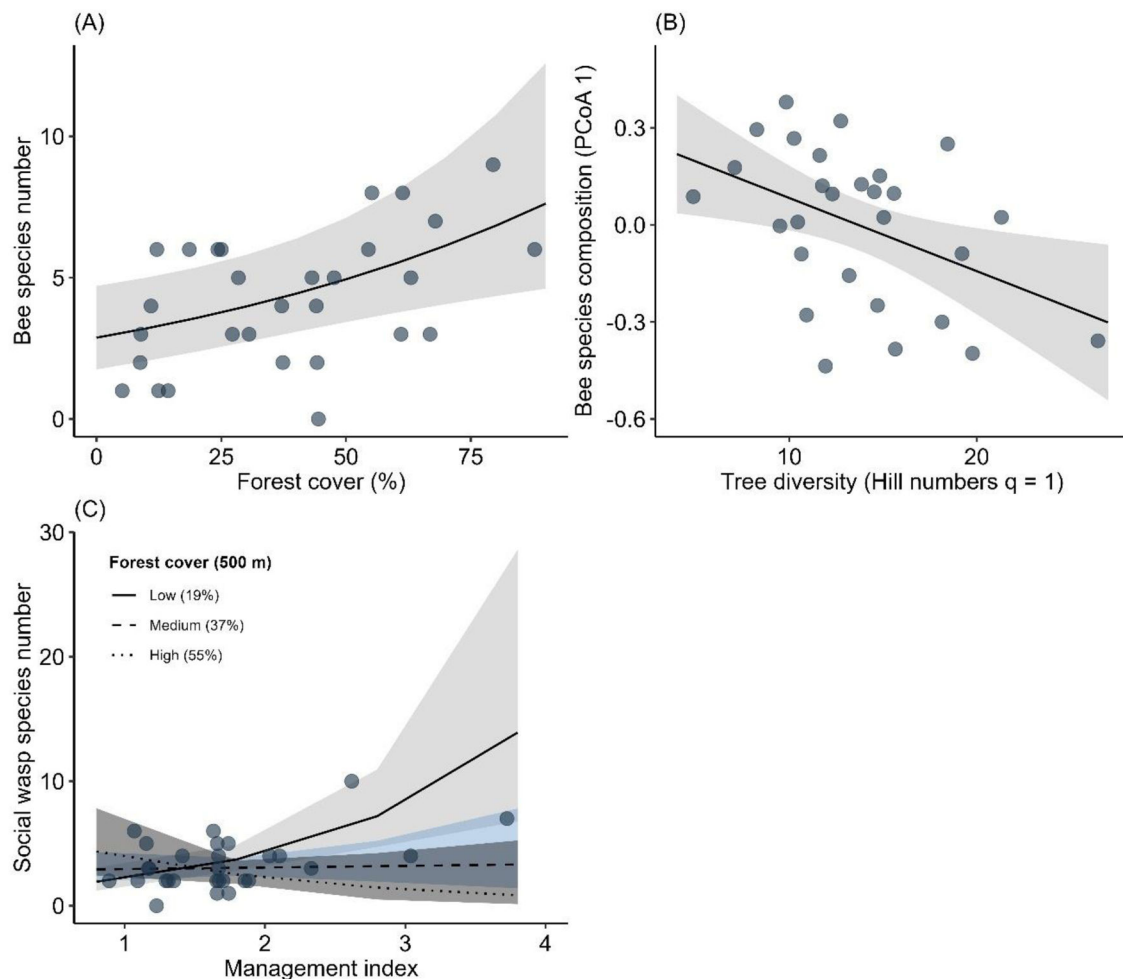 (A)
Bee species number
10
5
0
0 25 50 75
Forest cover (%)
(B)
Bee species composition (PCoA 1)
0.3
0.0
-0.3
-0.6
10 20
Tree diversity (Hill numbers q = 1)
(C)
Social wasp species number
30
20
10
0
Forest cover (500 m)
Low (19%)
Medium (37%)
High (55%)
1 2 3 4
Management index